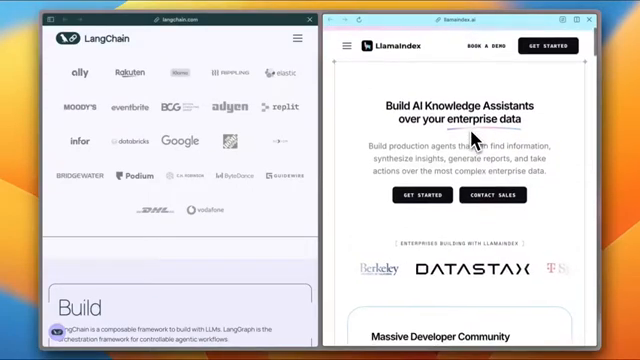 langchain.com
LangChain
ally
Rakuten
Klarna
RIPPLING
elastic
MOODY'S
eventbrite
BCG
adyen
replit
infor
databricks
Google
BRIDGEWATER
Podium
C.H. ROBINSON
ByteDance
GUIDEWIRE
DHL
vodafone
Build
LangChain is a composable framework to build with LLMs. LangGraph is the
orchestration framework for controllable agentic workflows.
llamaindex.ai
LlamaIndex
BOOK A DEMO
GET STARTED
Build AI Knowledge Assistants
over your enterprise data
Build production agents that can find information,
synthesize insights, generate reports, and take
actions over the most complex enterprise data.
GET STARTED
CONTACT SALES
[ ENTERPRISES BUILDING WITH LLAMAINDEX ]
Berkeley
DATASTAX
Massive Developer Community